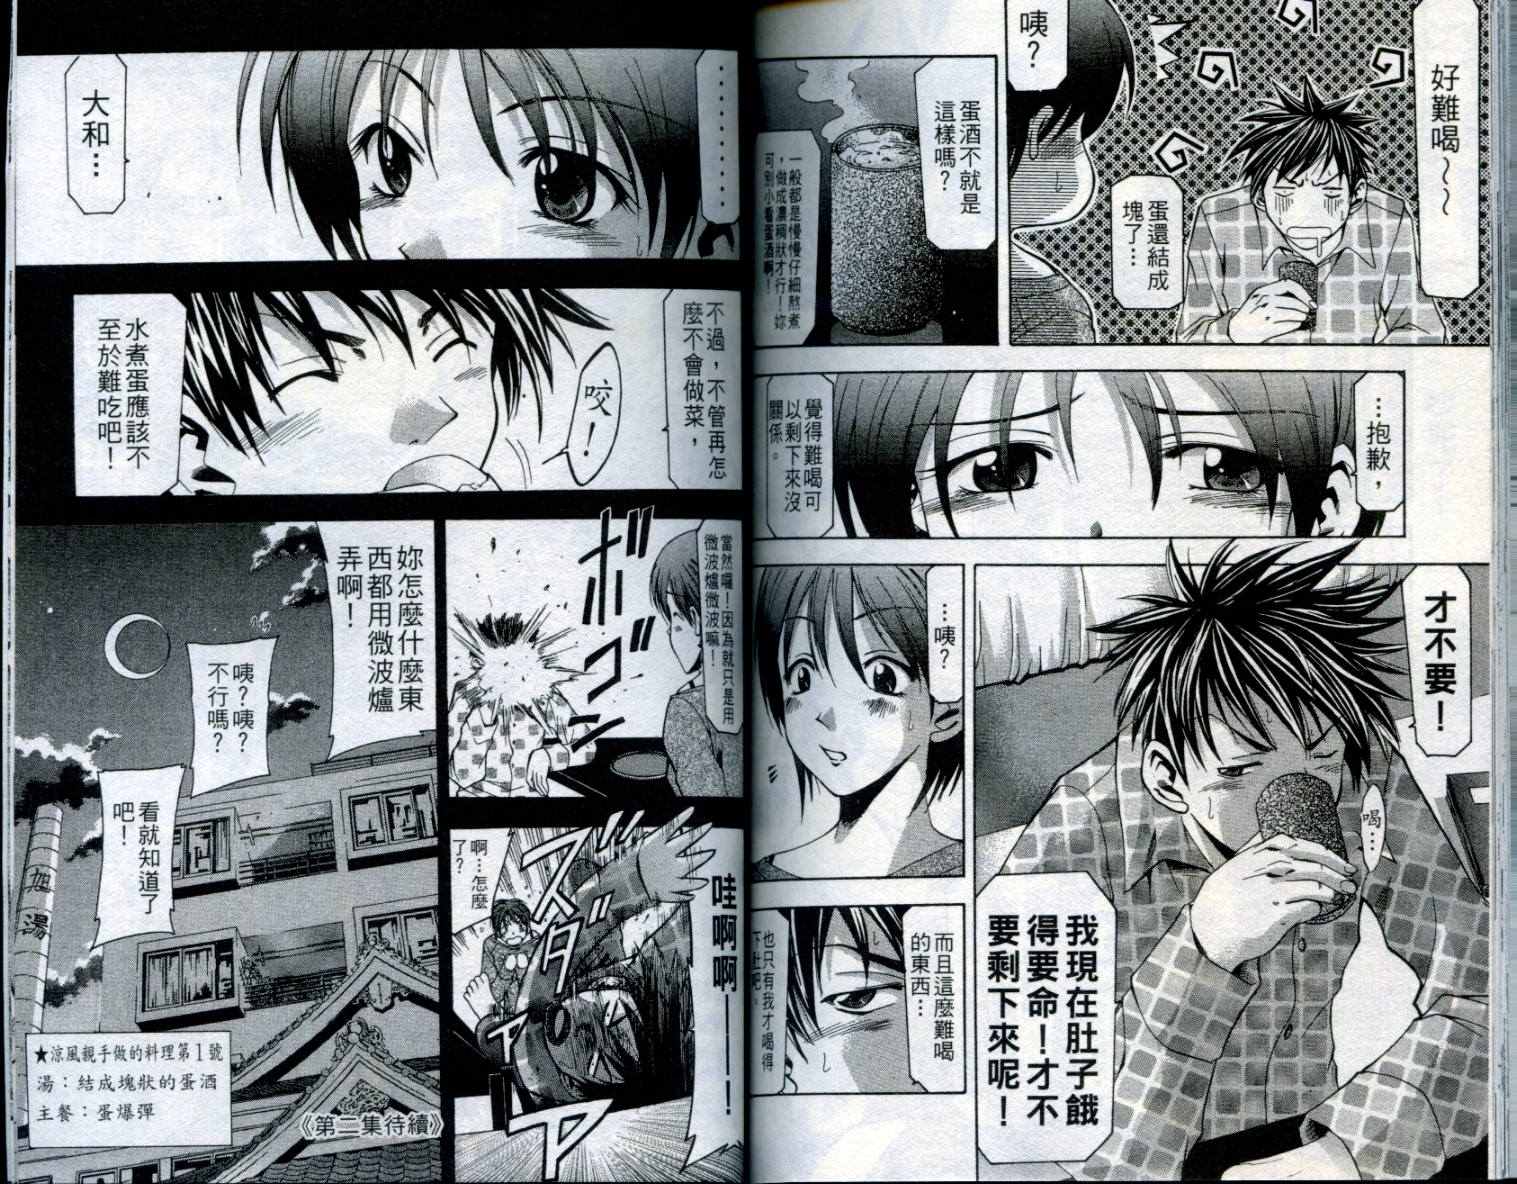 好難喝～～
咦？
蛋還結成
塊了…
蛋酒不就是
這樣嗎？
一般都是慢慢仔細熬煮
，做成濃稠狀才行！妳
可別小看蛋酒啊！
…抱歉，
覺得難喝可
以剩下來沒
關係。
才不要！
喝…
我現在肚子餓
得要命！才不
要剩下來呢！
…咦？
而且這麼難喝
的東西…
也只有我才喝得
下吧。
………
大和…
不過，不管再怎
麼不會做菜，
咬！
水煮蛋應該不
至於難吃吧！
當然囉！因為就只是用
微波爐微波嘛！
ボンッ
哇啊啊——！
啊…怎麼
了？
妳怎麼什麼東
西都用微波爐
弄啊！
咦？咦？
不行嗎？
看就知道了
吧！
旭湯
★涼風親手做的料理第1號
湯：結成塊狀的蛋酒
主餐：蛋爆彈
《第二集待續》